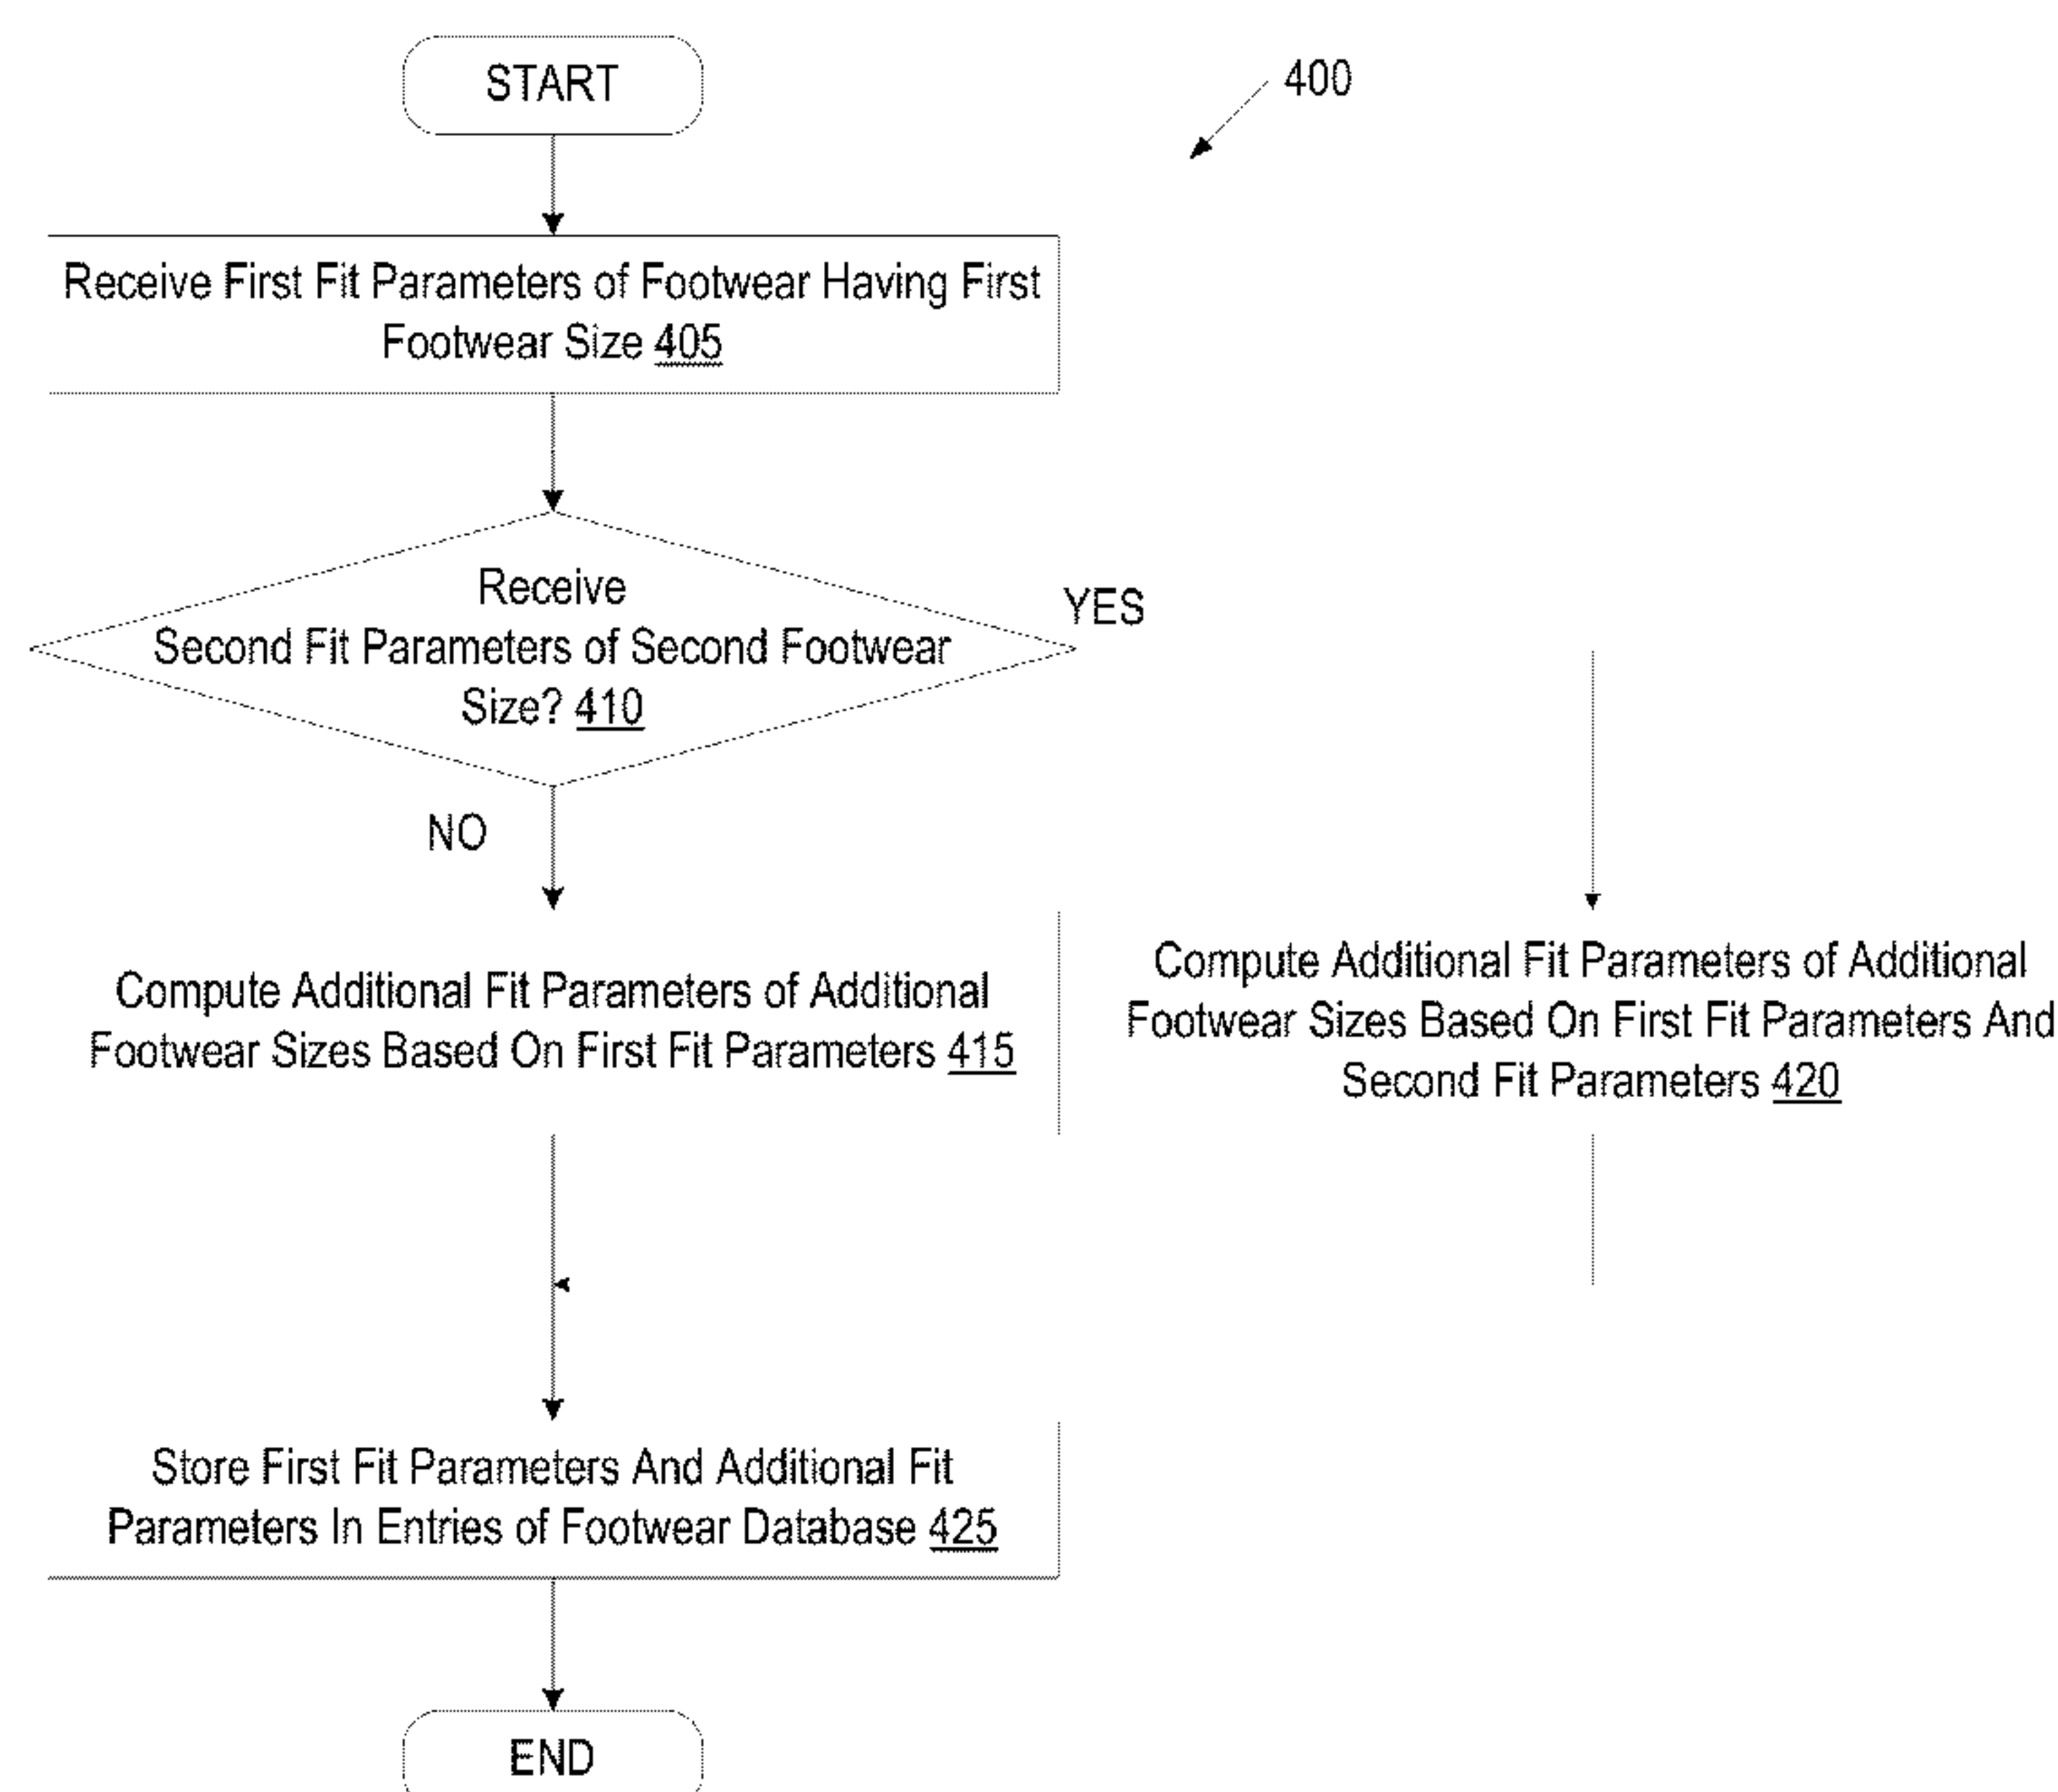 START
400
Receive First Fit Parameters of Footwear Having First
Footwear Size 405
Receive
Second Fit Parameters of Second Footwear
Size? 410
YES
NO
Compute Additional Fit Parameters of Additional
Footwear Sizes Based On First Fit Parameters 415
Compute Additional Fit Parameters of Additional
Footwear Sizes Based On First Fit Parameters And
Second Fit Parameters 420
Store First Fit Parameters And Additional Fit
Parameters In Entries of Footwear Database 425
END